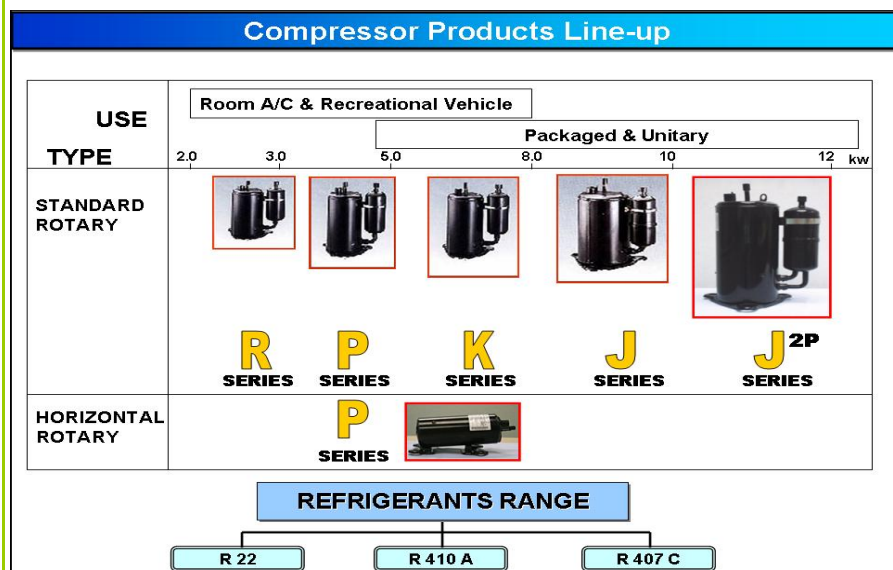 Compressor Products Line-up
USE
TYPE
Room A/C & Recreational Vehicle
Packaged & Unitary
2.0 3.0 5.0 8.0 10 12 kw
STANDARD
ROTARY
R P K J J2P
SERIES SERIES SERIES SERIES SERIES
HORIZONTAL
ROTARY
P
SERIES
REFRIGERANTS RANGE
R 22 R 410 A R 407 C